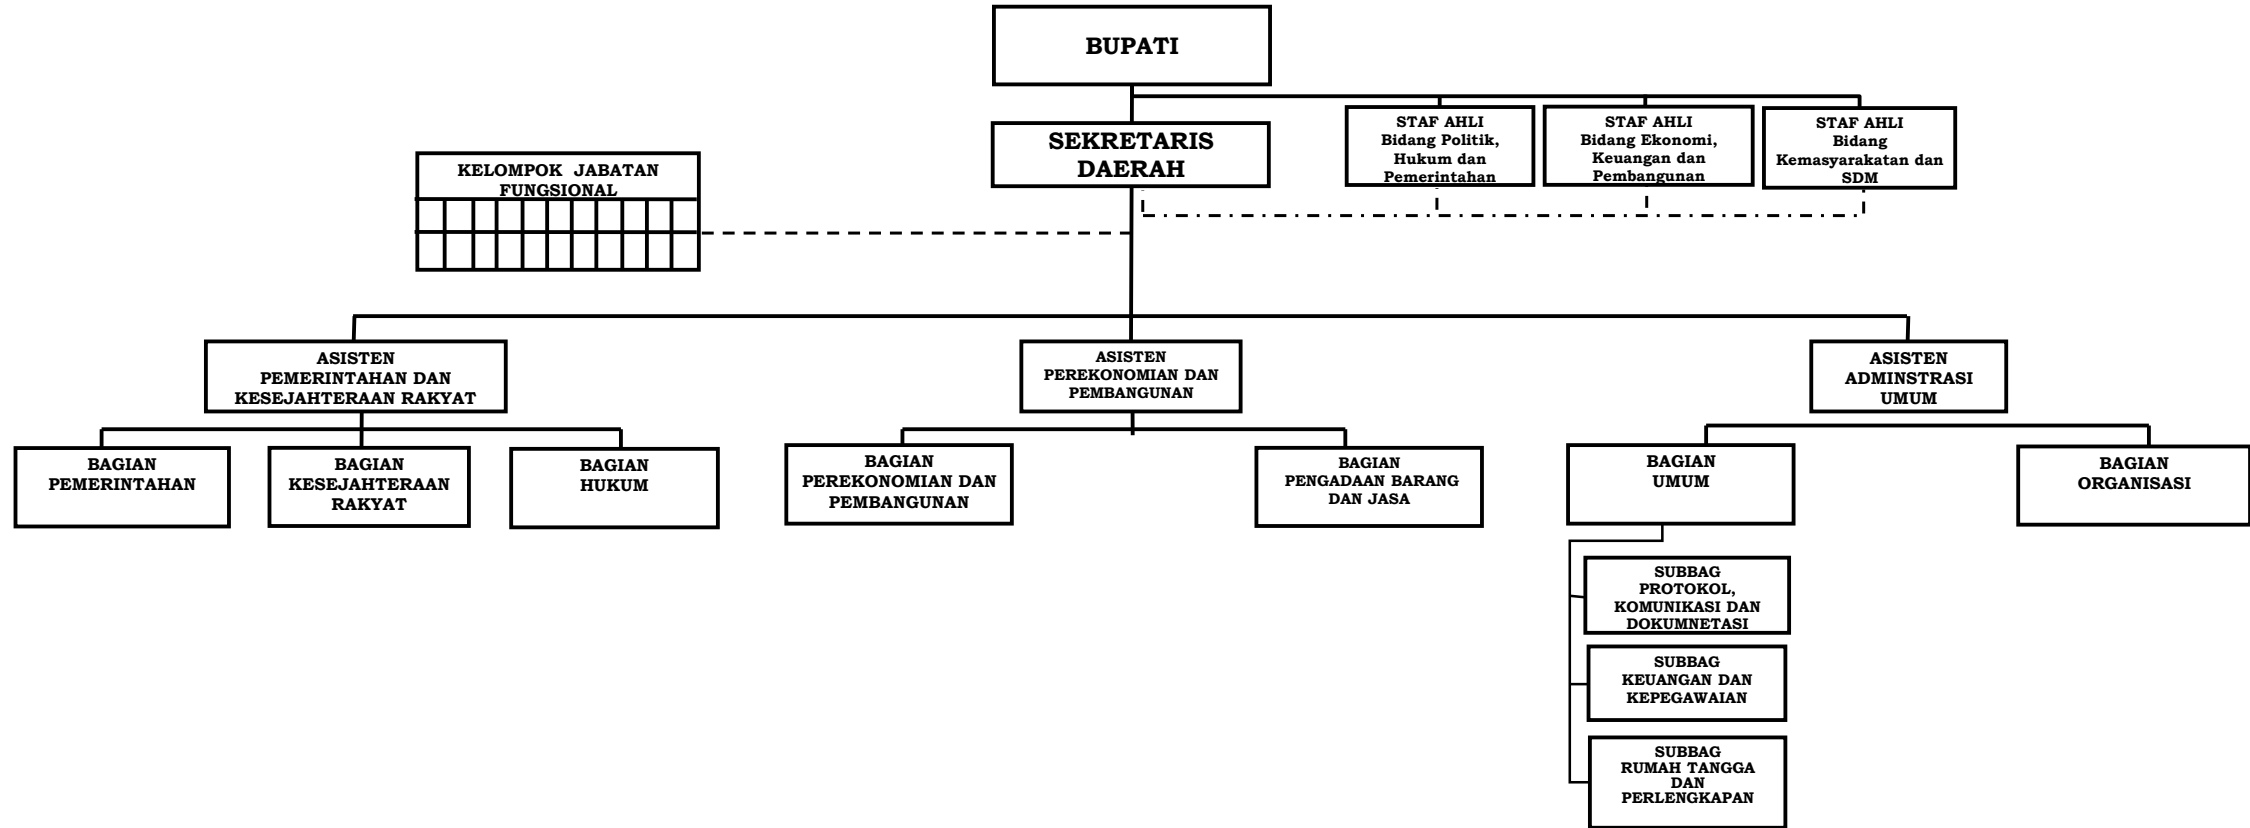 BUPATI
SEKRETARIS
DAERAH
STAF AHLI
Bidang Politik,
Hukum dan
Pemerintahan
STAF AHLI
Bidang Ekonomi,
Keuangan dan
Pembangunan
STAF AHLI
Bidang
Kemasyarakatan dan
SDM
KELOMPOK JABATAN
FUNGSIONAL
ASISTEN
PEMERINTAHAN DAN
KESEJAHTERAAN RAKYAT
ASISTEN
PEREKONOMIAN DAN
PEMBANGUNAN
ASISTEN
ADMINSTRASI
UMUM
BAGIAN
PEMERINTAHAN
BAGIAN
KESEJAHTERAAN
RAKYAT
BAGIAN
HUKUM
BAGIAN
PEREKONOMIAN DAN
PEMBANGUNAN
BAGIAN
PENGADAAN BARANG
DAN JASA
BAGIAN
UMUM
BAGIAN
ORGANISASI
SUBBAG
PROTOKOL,
KOMUNIKASI DAN
DOKUMNETASI
SUBBAG
KEUANGAN DAN
KEPEGAWAIAN
SUBBAG
RUMAH TANGGA
DAN
PERLENGKAPAN